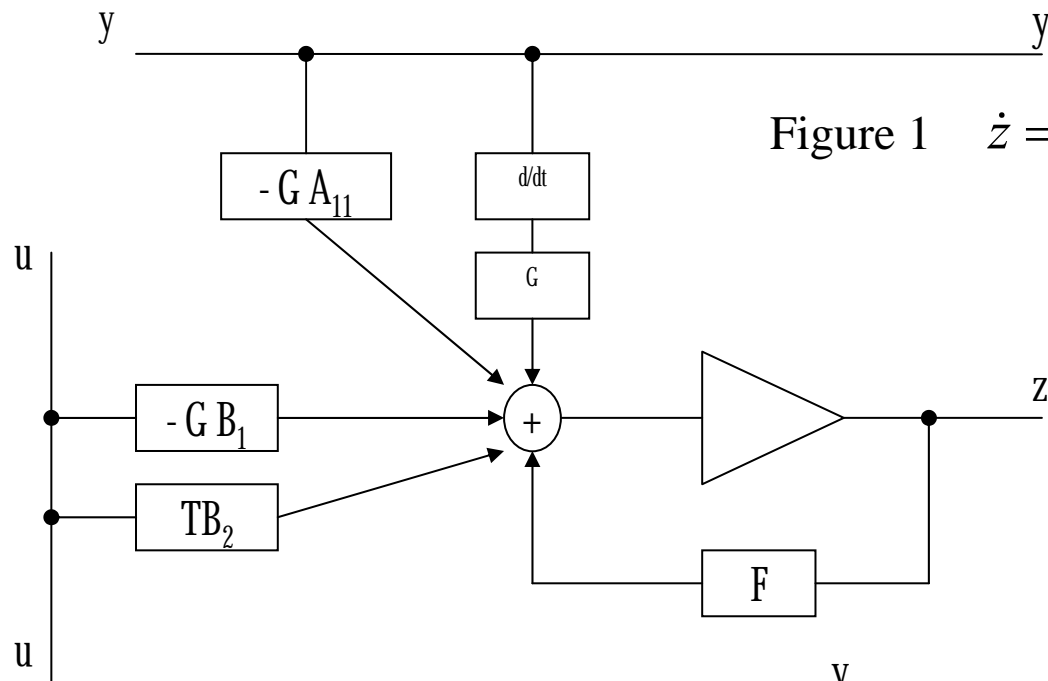 y y
Figure 1 ż =
- G A₁₁
d/dt
u
G
z
- G B₁
+
TB₂
F
u
y